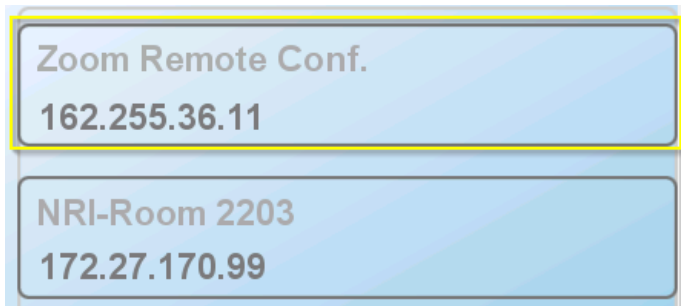 Zoom Remote Conf.
162.255.36.11
NRI-Room 2203
172.27.170.99